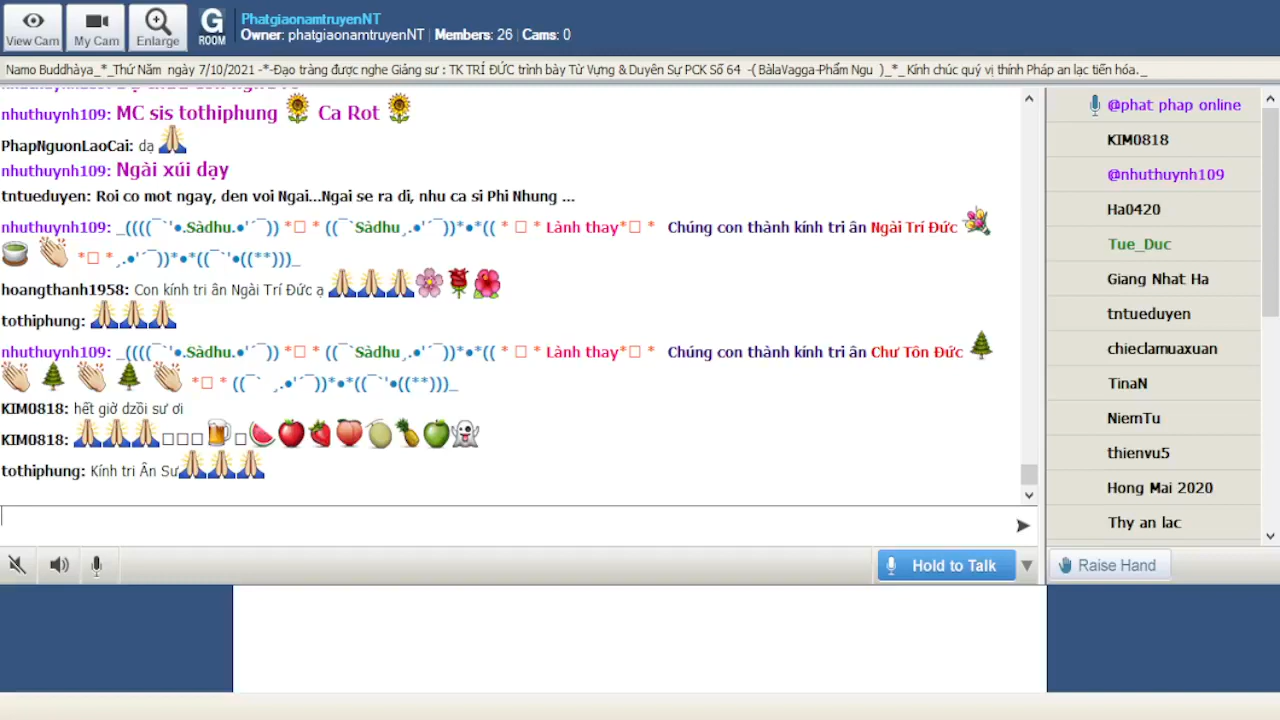 PhatgiaonamtruyenNT
Owner: phatgiaonamtruyenNT | Members: 26 | Cams: 0
View Cam
My Cam
Enlarge
G
ROOM
Namo Buddhàya_*_Thứ Năm ngày 7/10/2021 -*-Đạo tràng được nghe Giảng sư : TK TRÍ ĐỨC trình bày Từ Vựng & Duyên Sự PCK Số 64 -( BàlaVagga-Phẩm Ngu )_*_ Kính chúc quý vị thính Pháp an lạc tiến hóa._
nhuthuynh109: MC sis tothiphung 🌻 Ca Rot 🌻
PhapNguonLaoCai: dạ 🙏
nhuthuynh109: Ngài xúi dạy
tntueduyen: Roi co mot ngay, den voi Ngai...Ngai se ra di, nhu ca si Phi Nhung ...
nhuthuynh109: _((((¯`'●.Sàdhu.●'´¯)) *□ * ((¯`Sàdhu¸.●'´¯))*●*(( * □ * Lành thay*□ * Chúng con thành kính tri ân Ngài Trí Đức 💐
🍵 👏 *□ *¸.●'´¯))*●*((¯`'●((**)))_
hoangthanh1958: Con kính tri ân Ngài Trí Đức ạ 🙏🙏🙏🌸🌹🌺
tothiphung: 🙏🙏🙏
nhuthuynh109: _((((¯`'●.Sàdhu.●'´¯)) *□ * ((¯`Sàdhu¸.●'´¯))*●*(( * □ * Lành thay*□ * Chúng con thành kính tri ân Chư Tôn Đức 🌲
👏 🌲 👏 🌲 👏 *□ * ((¯` ¸.●'´¯))*●*((¯`'●((**)))_
KIM0818: hết giờ dzồi sư ơi
KIM0818: 🙏🙏🙏□□□🍺□🍉🍎🍓🍑🍈🍍🍏👻
tothiphung: Kính tri Ân Sư🙏🙏🙏
Hold to Talk
@phat phap online
KIM0818
@nhuthuynh109
Ha0420
Tue_Duc
Giang Nhat Ha
tntueduyen
chieclamuaxuan
TinaN
NiemTu
thienvu5
Hong Mai 2020
Thy an lac
Raise Hand